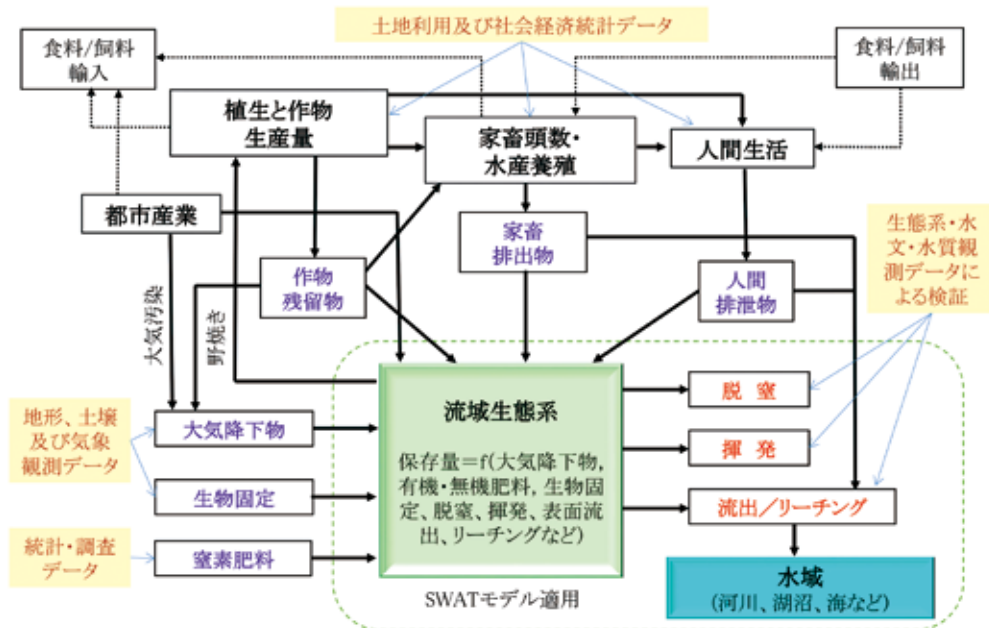 土地利用及び社会経済統計データ
食料/飼料
輸入
食料/飼料
輸出
植生と作物
生産量
家畜頭数・
水産養殖
人間生活
都市産業
家畜
排出物
生態系・水
文・水質観
測データに
よる検証
作物
残留物
人間
排泄物
大気汚染
野焼き
地形、土壌
及び気象
観測データ
大気降下物
生物固定
統計・調査
データ
窒素肥料
流域生態系
保存量=f(大気降下物,
有機・無機肥料, 生物固
定、脱窒、揮発、表面流
出、リーチングなど)
SWATモデル適用
脱 窒
揮 発
流出/リーチング
水域
(河川、湖沼、海など)